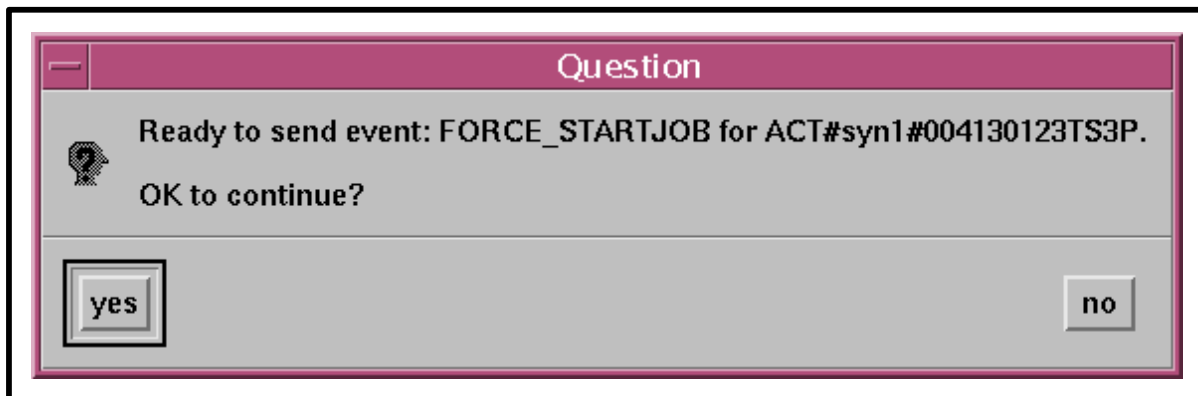 Question
Ready to send event: FORCE_STARTJOB for ACT#syn1#004130123TS3P.
OK to continue?
yes
no